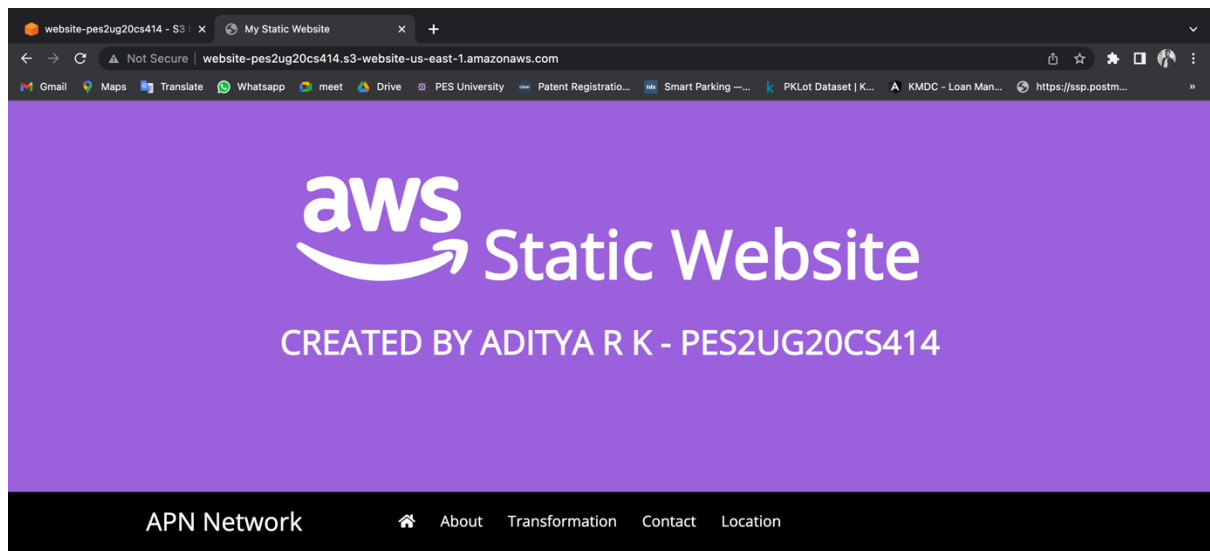 website-pes2ug20cs414 - S3
My Static Website
Not Secure | website-pes2ug20cs414.s3-website-us-east-1.amazonaws.com
Gmail Maps Translate Whatsapp meet Drive PES University Patent Registratio... Smart Parking —... PKLot Dataset | K... KMDC - Loan Man... https://ssp.postm... »
aws Static Website
CREATED BY ADITYA R K - PES2UG20CS414
APN Network About Transformation Contact Location